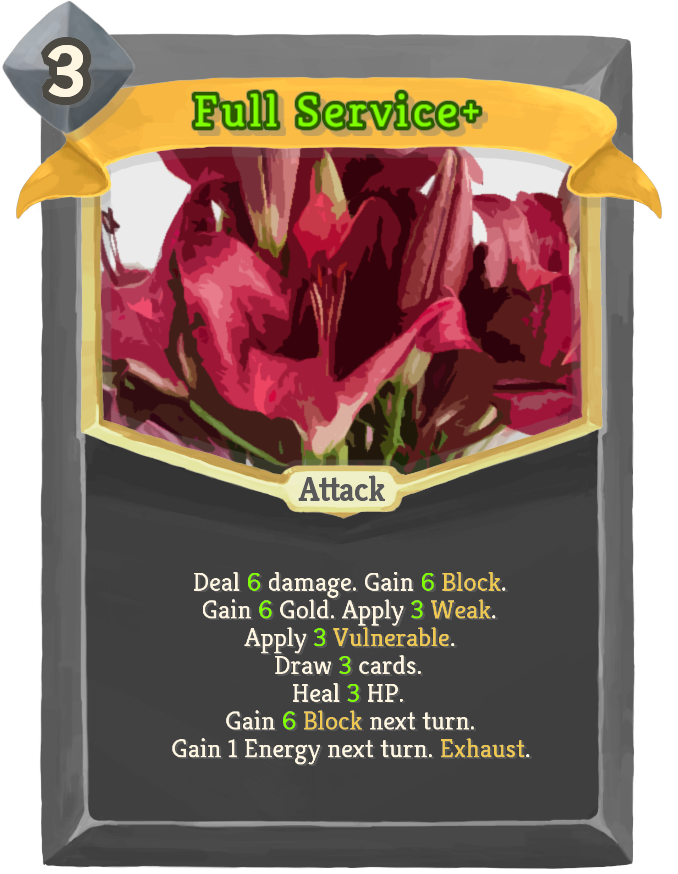 3
Full Service+
Attack
Deal 6 damage. Gain 6 Block.
Gain 6 Gold. Apply 3 Weak.
Apply 3 Vulnerable.
Draw 3 cards.
Heal 3 HP.
Gain 6 Block next turn.
Gain 1 Energy next turn. Exhaust.